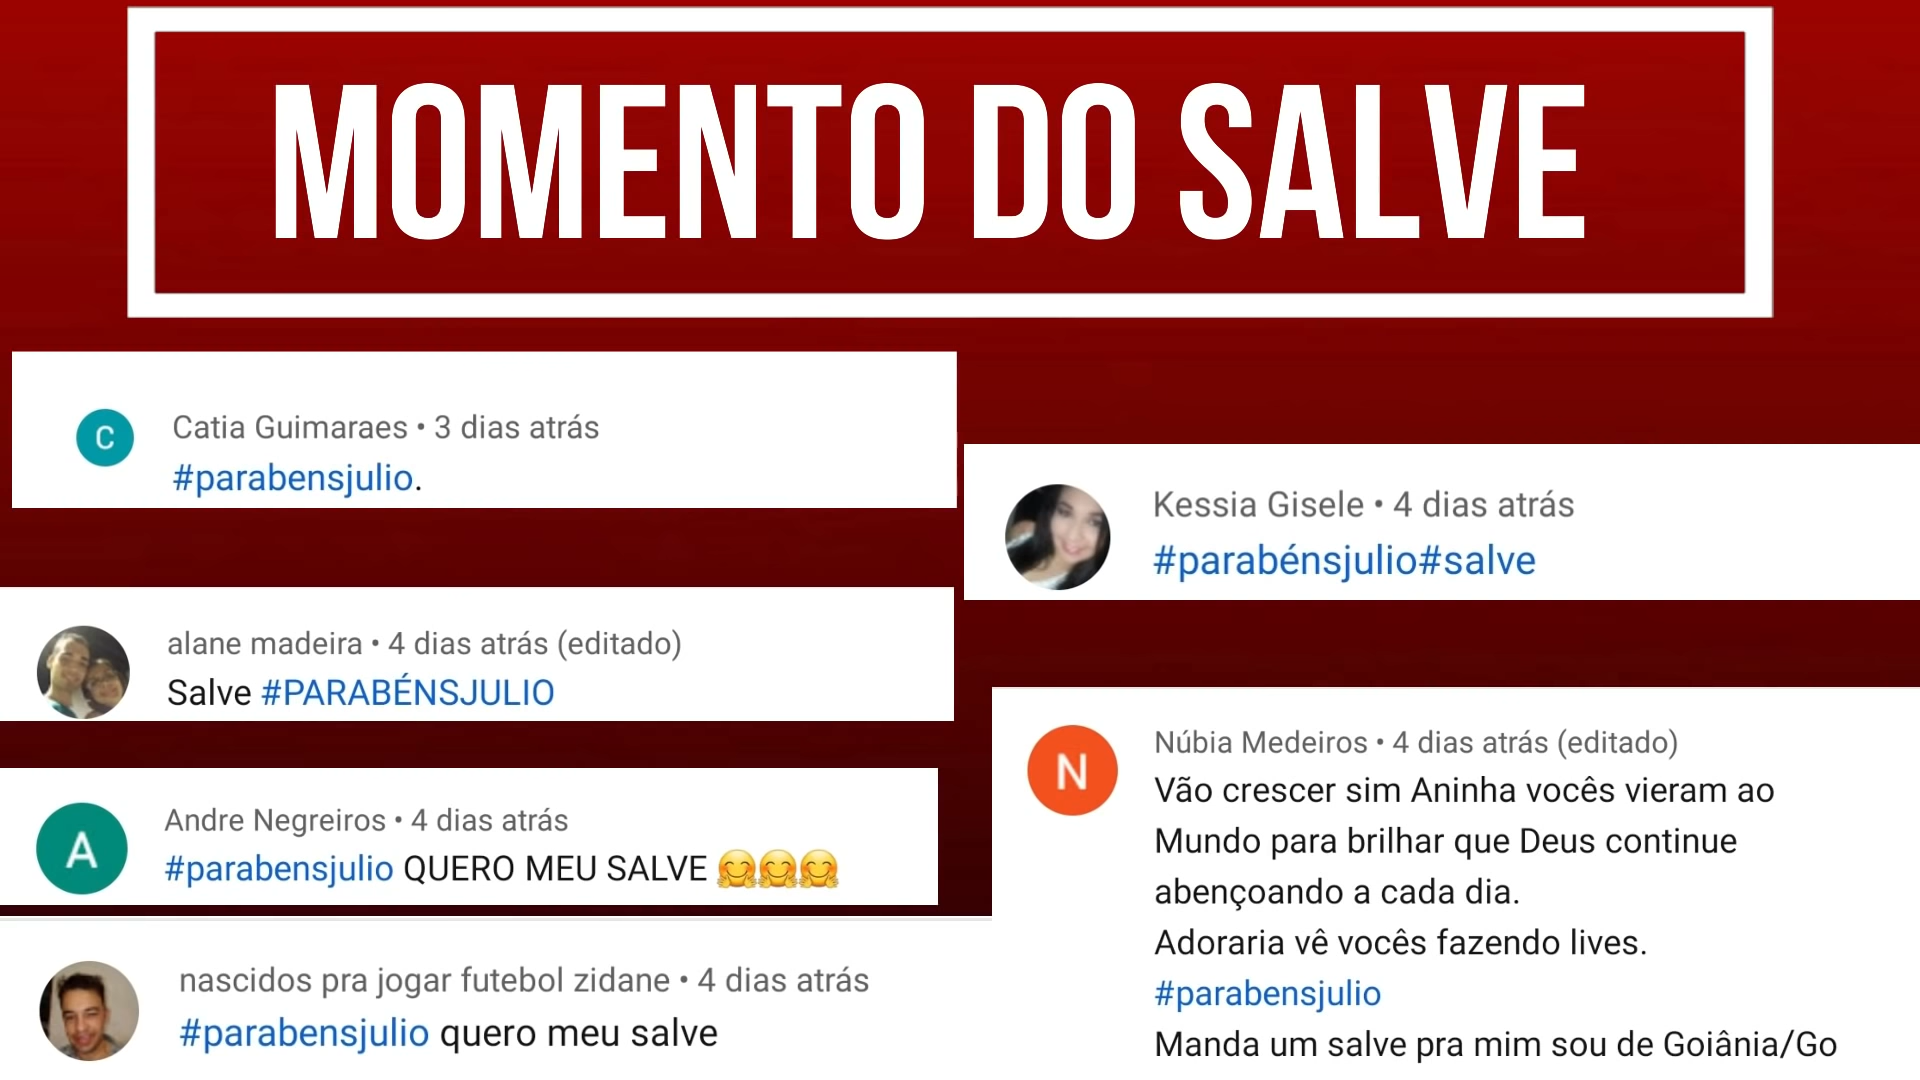 MOMENTO DO SALVE
C
Catia Guimaraes • 3 dias atrás
#parabensjulio.
alane madeira • 4 dias atrás (editado)
Salve #PARABÉNSJULIO
A
Andre Negreiros • 4 dias atrás
#parabensjulio QUERO MEU SALVE 🤗🤗🤗
nascidos pra jogar futebol zidane • 4 dias atrás
#parabensjulio quero meu salve
Kessia Gisele • 4 dias atrás
#parabénsjulio#salve
N
Núbia Medeiros • 4 dias atrás (editado)
Vão crescer sim Aninha vocês vieram ao
Mundo para brilhar que Deus continue
abençoando a cada dia.
Adoraria vê vocês fazendo lives.
#parabensjulio
Manda um salve pra mim sou de Goiânia/Go